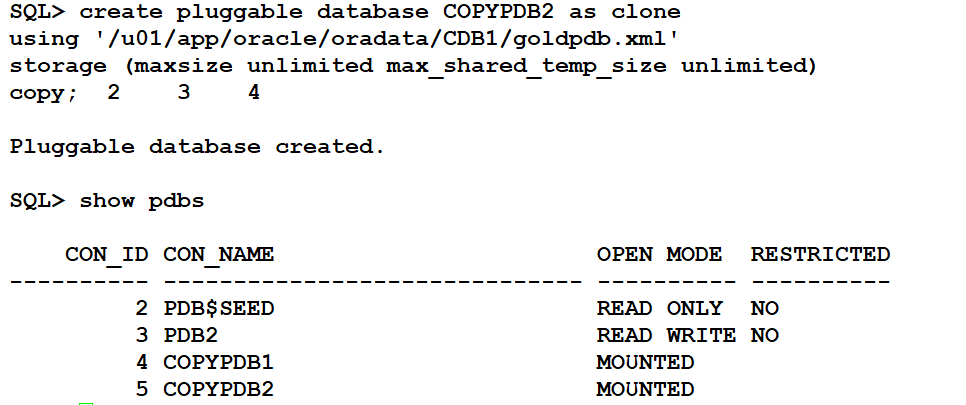 SQL> create pluggable database COPYPDB2 as clone
using '/u01/app/oracle/oradata/CDB1/goldpdb.xml'
storage (maxsize unlimited max_shared_temp_size unlimited)
copy;  2    3    4
Pluggable database created.
SQL> show pdbs
    CON_ID CON_NAME                       OPEN MODE  RESTRICTED
---------- ------------------------------ ---------- ----------
         2 PDB$SEED                       READ ONLY  NO
         3 PDB2                           READ WRITE NO
         4 COPYPDB1                       MOUNTED
         5 COPYPDB2                       MOUNTED